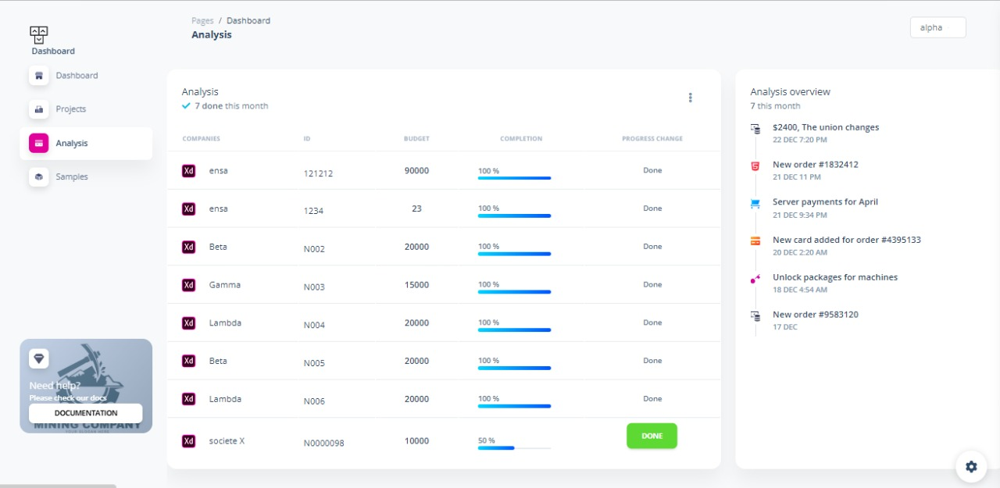 Pages / Dashboard
Analysis
alpha
Dashboard
Dashboard
Projects
Analysis
Samples
Need help?
Please check our docs
DOCUMENTATION
MINING COMPANY
Analysis
7 done this month
COMPANIES ID BUDGET COMPLETION PROGRESS CHANGE
Xd ensa 121212 90000 100 % Done
Xd ensa 1234 23 100 % Done
Xd Beta N002 20000 100 % Done
Xd Gamma N003 15000 100 % Done
Xd Lambda N004 20000 100 % Done
Xd Beta N005 20000 100 % Done
Xd Lambda N006 20000 100 % Done
Xd societe X N0000098 10000 50 % DONE
Analysis overview
7 this month
$2400, The union changes
22 DEC 7:20 PM
New order #1832412
21 DEC 11 PM
Server payments for April
21 DEC 9:34 PM
New card added for order #4395133
20 DEC 2:20 AM
Unlock packages for machines
18 DEC 4:54 AM
New order #9583120
17 DEC